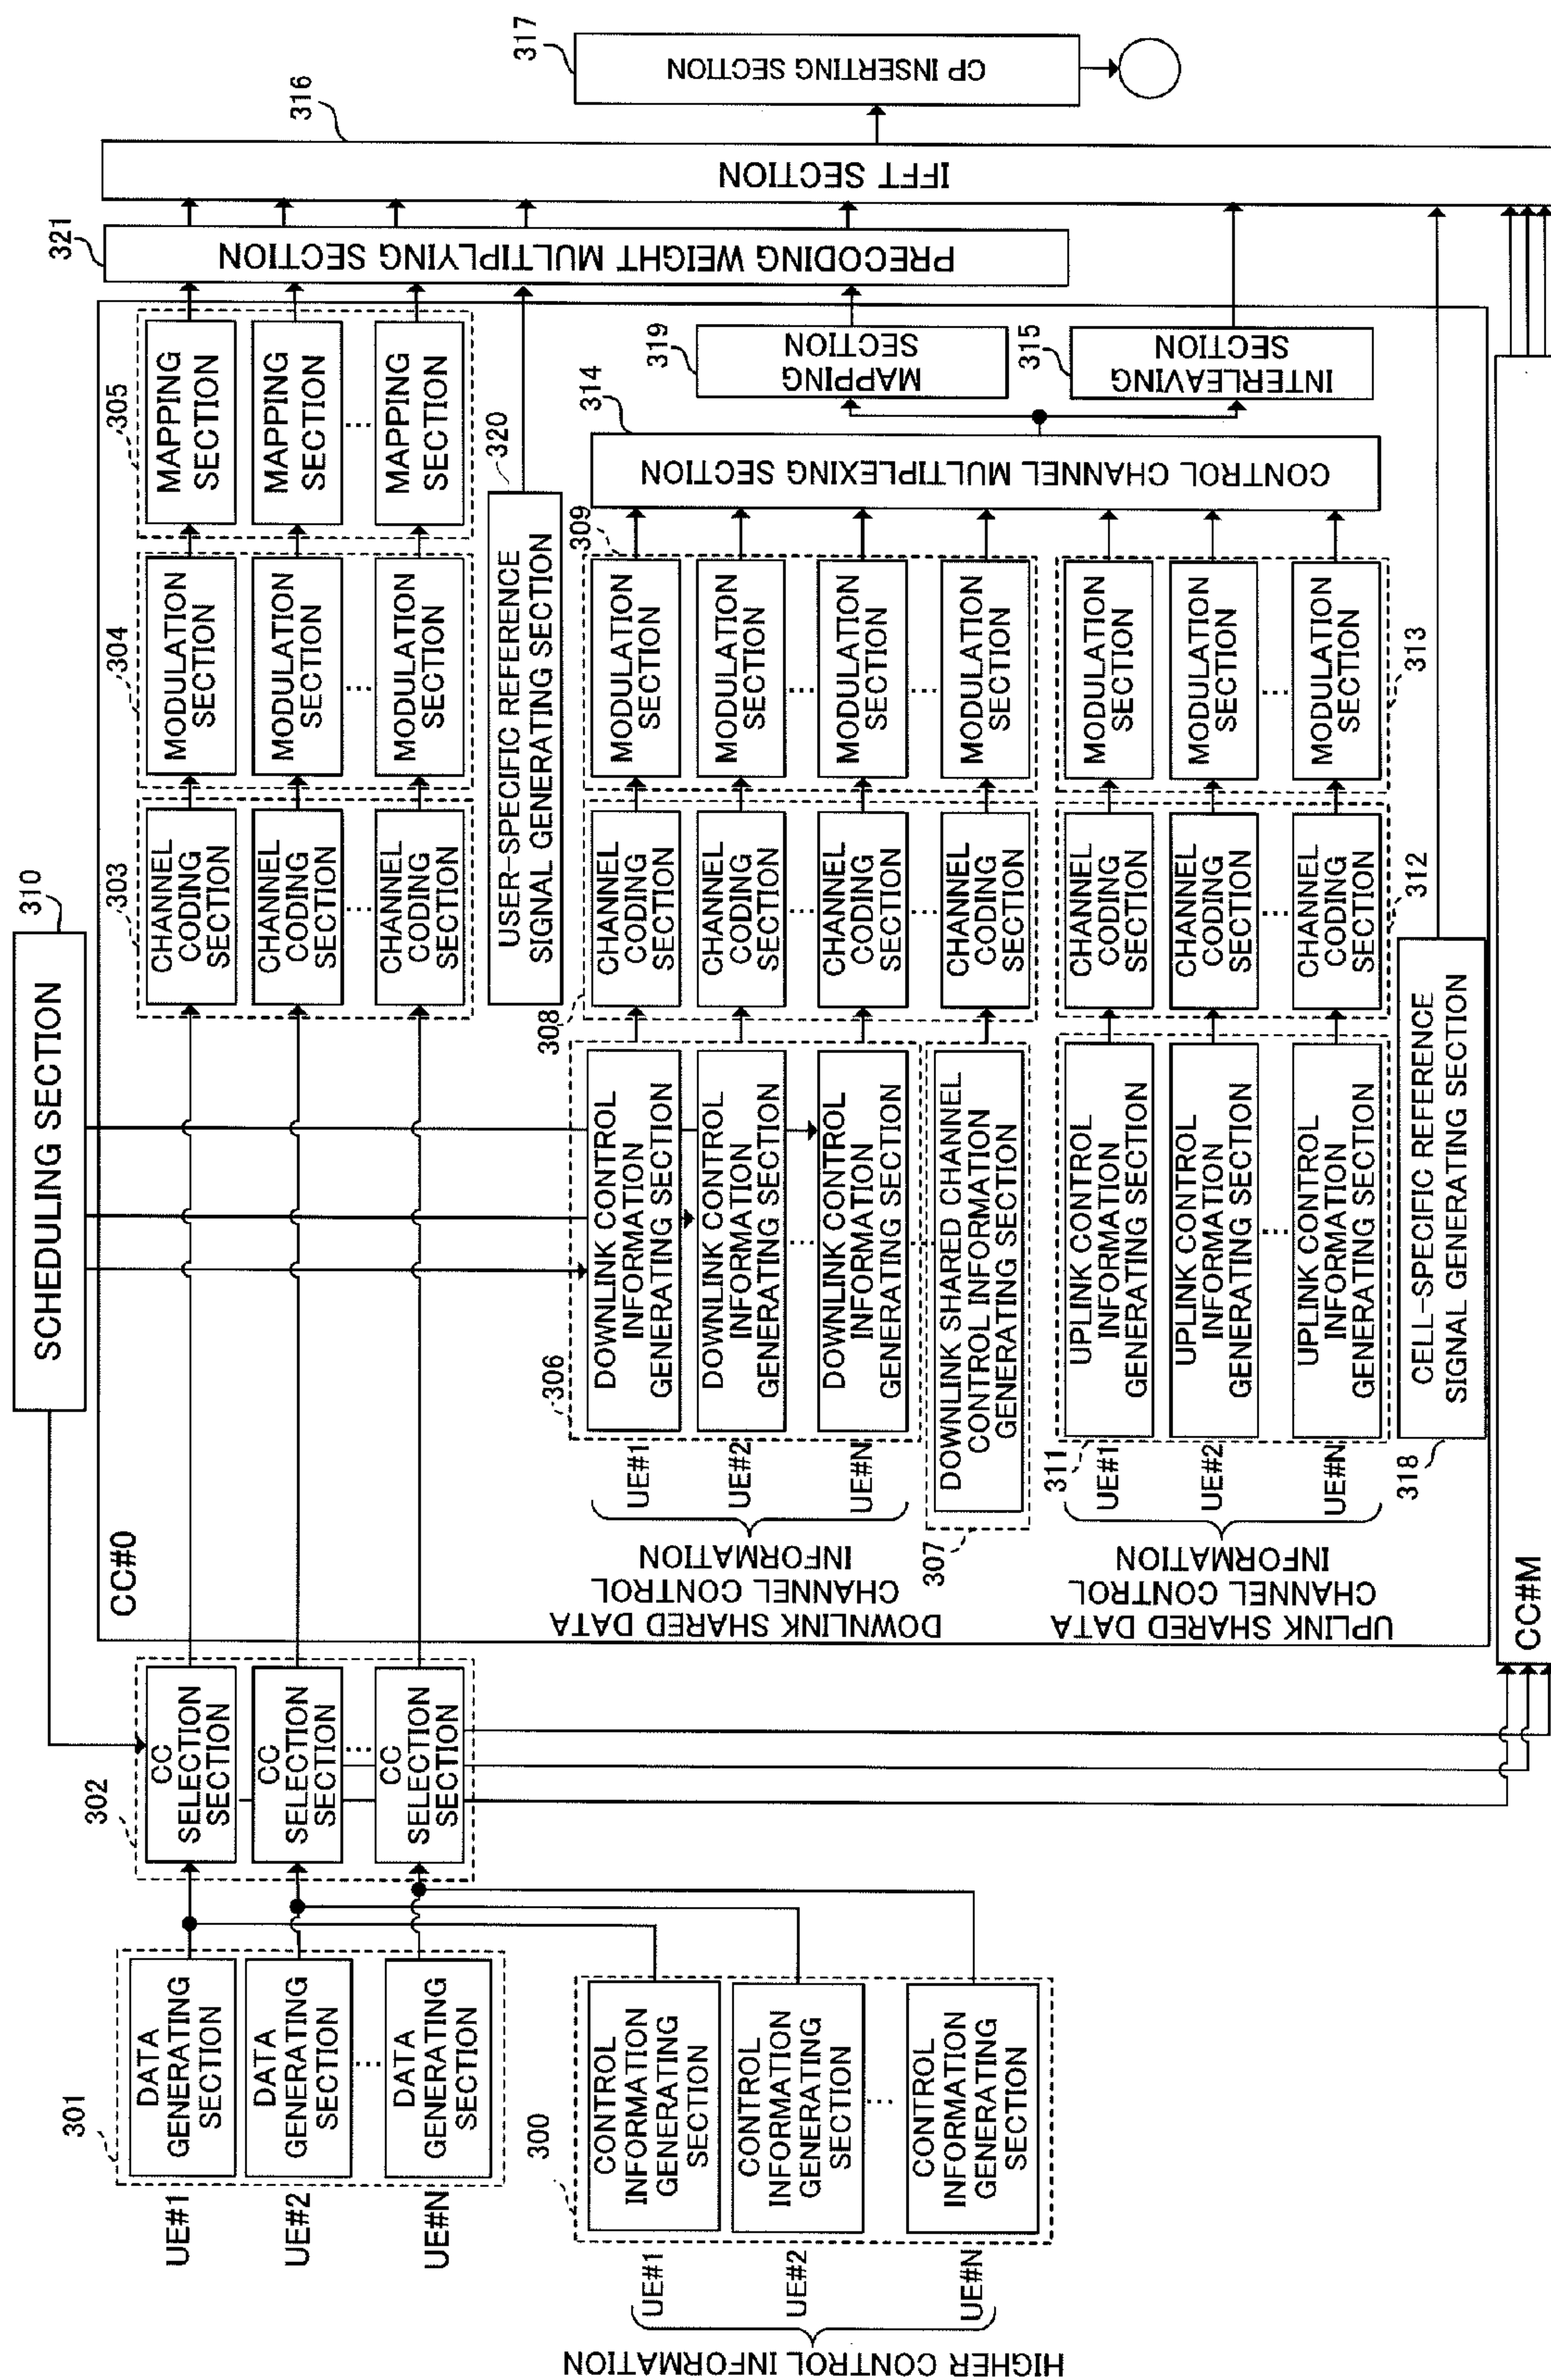 310
SCHEDULING SECTION
CC#0
CC#M
301
UE#1
DATA
GENERATING
SECTION
UE#2
DATA
GENERATING
SECTION
...
UE#N
DATA
GENERATING
SECTION
HIGHER CONTROL INFORMATION
300
UE#1
CONTROL
INFORMATION
GENERATING
SECTION
UE#2
CONTROL
INFORMATION
GENERATING
SECTION
...
UE#N
CONTROL
INFORMATION
GENERATING
SECTION
302
CC
SELECTION
SECTION
CC
SELECTION
SECTION
...
CC
SELECTION
SECTION
303
CHANNEL
CODING
SECTION
CHANNEL
CODING
SECTION
...
CHANNEL
CODING
SECTION
304
MODULATION
SECTION
MODULATION
SECTION
...
MODULATION
SECTION
305
MAPPING
SECTION
MAPPING
SECTION
...
MAPPING
SECTION
320
USER-SPECIFIC REFERENCE
SIGNAL GENERATING SECTION
DOWNLINK SHARED DATA
CHANNEL CONTROL
INFORMATION
306
UE#1
DOWNLINK CONTROL
INFORMATION
GENERATING SECTION
UE#2
DOWNLINK CONTROL
INFORMATION
GENERATING SECTION
...
UE#N
DOWNLINK CONTROL
INFORMATION
GENERATING SECTION
...
307
DOWNLINK SHARED CHANNEL
CONTROL INFORMATION
GENERATING SECTION
308
CHANNEL
CODING
SECTION
CHANNEL
CODING
SECTION
...
CHANNEL
CODING
SECTION
...
CHANNEL
CODING
SECTION
309
MODULATION
SECTION
MODULATION
SECTION
...
MODULATION
SECTION
...
MODULATION
SECTION
UPLINK SHARED DATA
CHANNEL CONTROL
INFORMATION
311
UE#1
UPLINK CONTROL
INFORMATION
GENERATING SECTION
UE#2
UPLINK CONTROL
INFORMATION
GENERATING SECTION
...
UE#N
UPLINK CONTROL
INFORMATION
GENERATING SECTION
312
CHANNEL
CODING
SECTION
CHANNEL
CODING
SECTION
...
CHANNEL
CODING
SECTION
313
MODULATION
SECTION
MODULATION
SECTION
...
MODULATION
SECTION
318
CELL-SPECIFIC REFERENCE
SIGNAL GENERATING SECTION
314
CONTROL CHANNEL MULTIPLEXING SECTION
319
MAPPING
SECTION
315
INTERLEAVING
SECTION
321
PRECODING WEIGHT MULTIPLYING SECTION
316
IFFT SECTION
317
CP INSERTING SECTION